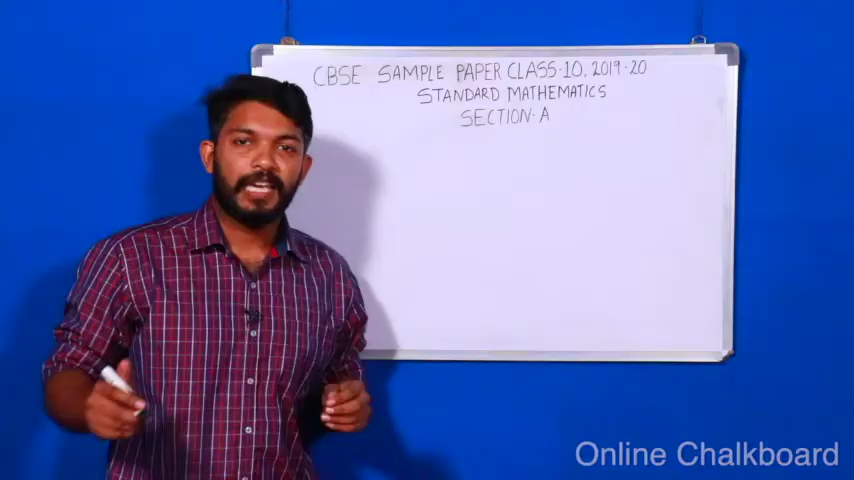 CBSE SAMPLE PAPER CLASS·10, 2019·20
STANDARD MATHEMATICS
SECTION·A
Online Chalkboard